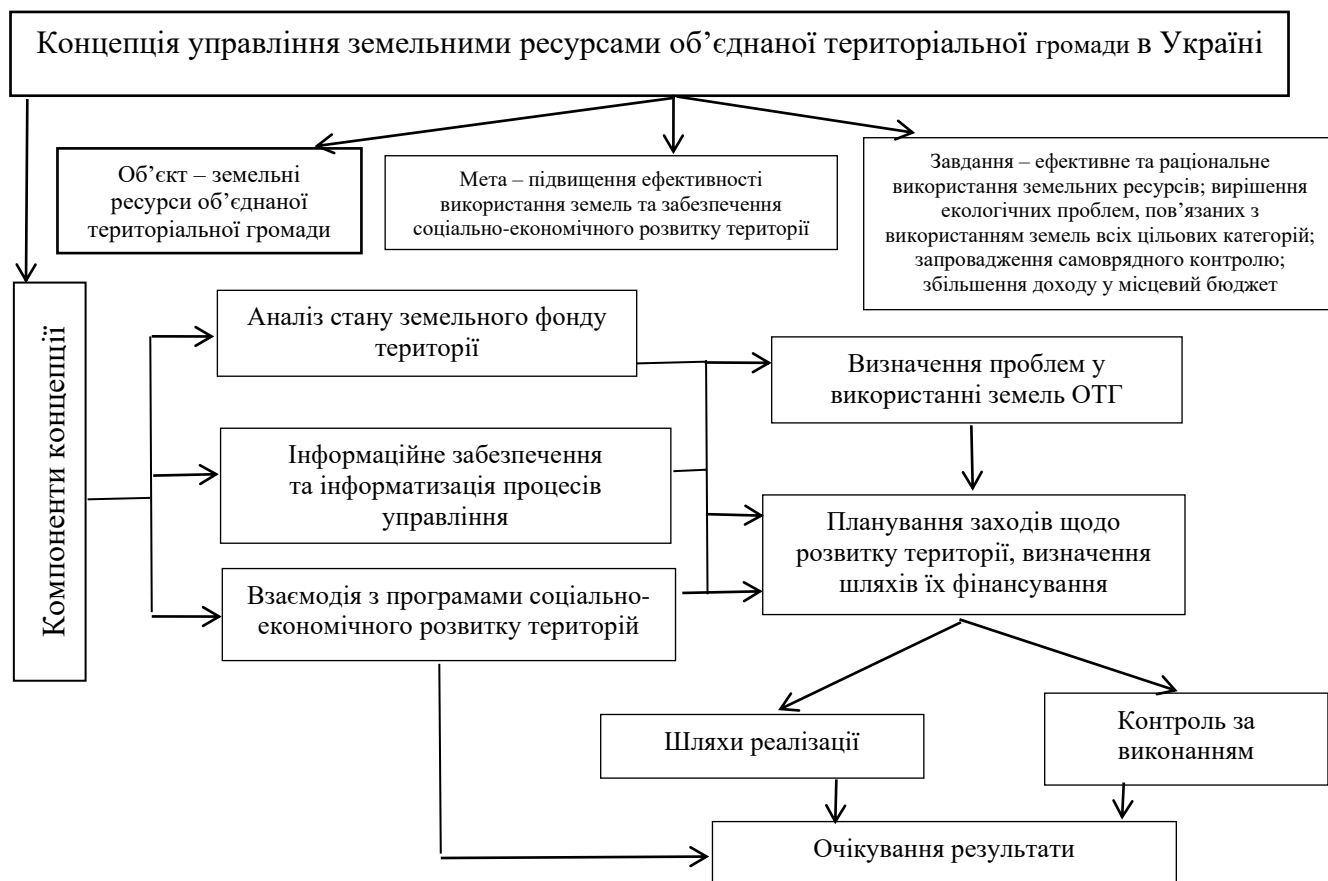 Концепція управління земельними ресурсами об’єднаної територіальної громади в Україні
Об’єкт – земельні
ресурси об’єднаної
територіальної громади
Мета – підвищення ефективності
використання земель та забезпечення
соціально-економічного розвитку території
Завдання – ефективне та раціональне
використання земельних ресурсів; вирішення
екологічних проблем, пов’язаних з
використанням земель всіх цільових категорій;
запровадження самоврядного контролю;
збільшення доходу у місцевий бюджет
Компоненти концепції
Аналіз стану земельного фонду
території
Інформаційне забезпечення
та інформатизація процесів
управління
Взаємодія з програмами соціально-
економічного розвитку територій
Визначення проблем у
використанні земель ОТГ
Планування заходів щодо
розвитку території, визначення
шляхів їх фінансування
Шляхи реалізації
Контроль за
виконанням
Очікування результати